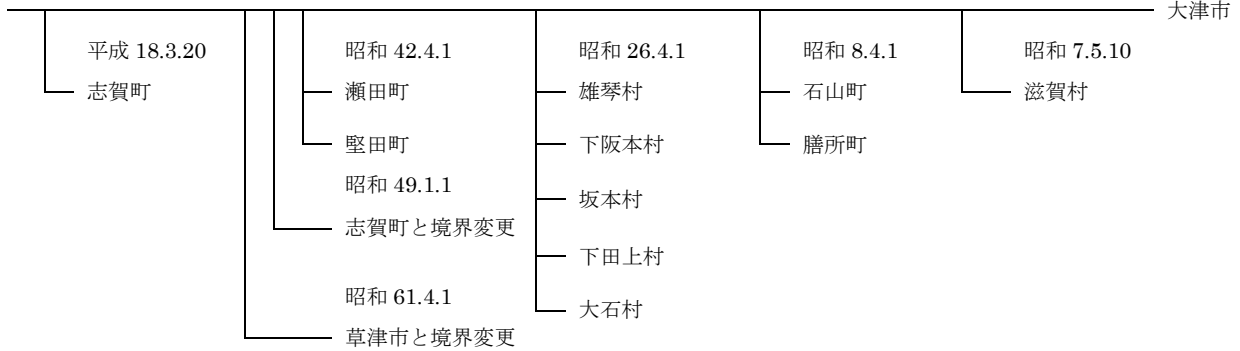 大津市
平成 18.3.20
志賀町
昭和 42.4.1
瀬田町
堅田町
昭和 49.1.1
志賀町と境界変更
昭和 61.4.1
草津市と境界変更
昭和 26.4.1
雄琴村
下阪本村
坂本村
下田上村
大石村
昭和 8.4.1
石山町
膳所町
昭和 7.5.10
滋賀村